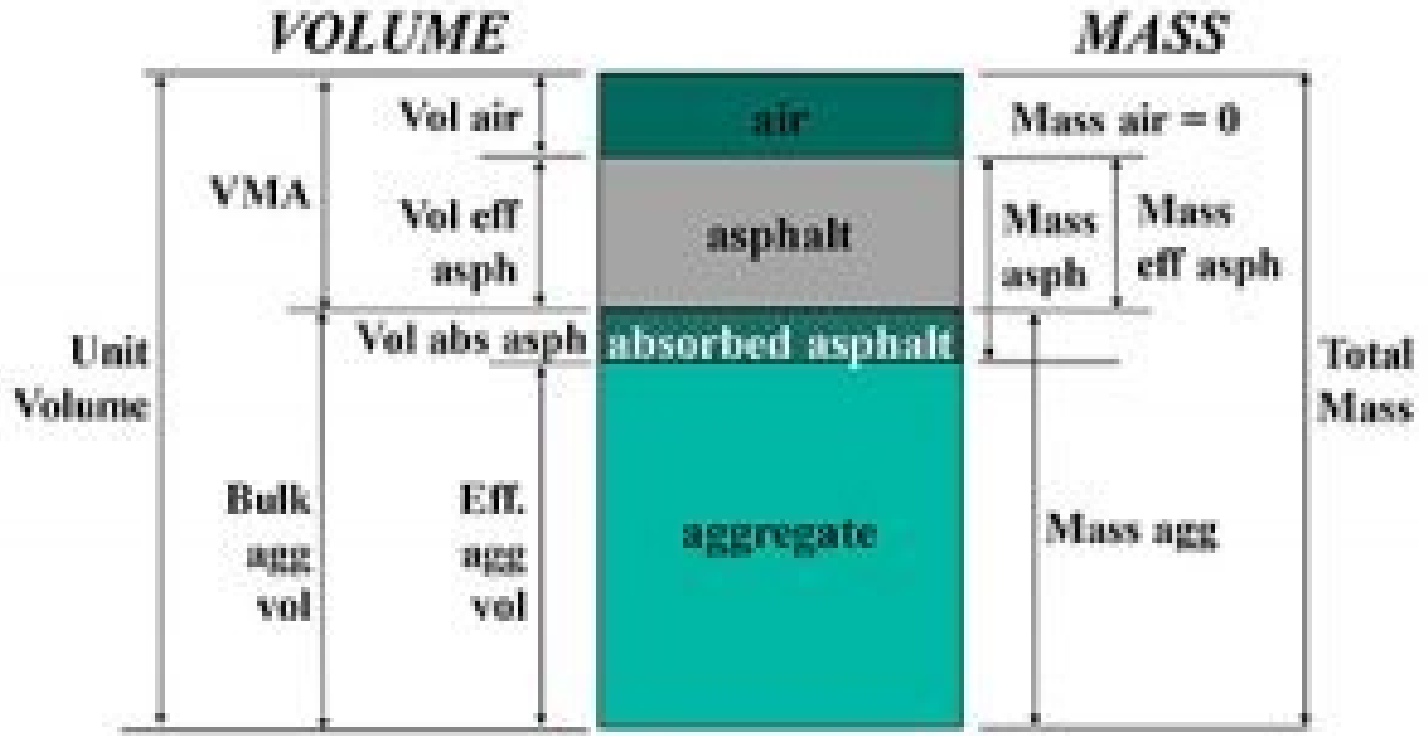 VOLUME
MASS
Vol air
air
Mass air = 0
VMA
Vol eff
asph
asphalt
Mass
asph
Mass
eff asph
Vol abs asph
absorbed asphalt
Unit
Volume
Total
Mass
Bulk
agg
vol
Eff.
agg
vol
aggregate
Mass agg